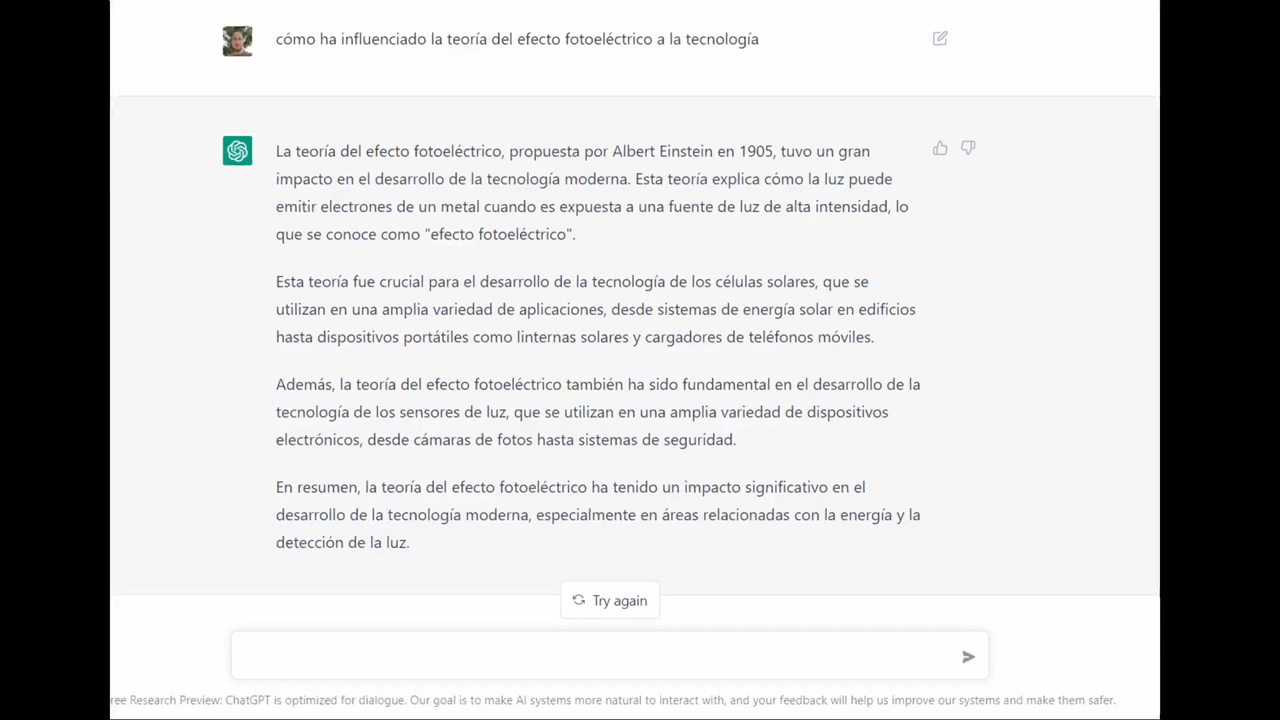 cómo ha influenciado la teoría del efecto fotoeléctrico a la tecnología
La teoría del efecto fotoeléctrico, propuesta por Albert Einstein en 1905, tuvo un gran
impacto en el desarrollo de la tecnología moderna. Esta teoría explica cómo la luz puede
emitir electrones de un metal cuando es expuesta a una fuente de luz de alta intensidad, lo
que se conoce como "efecto fotoeléctrico".
Esta teoría fue crucial para el desarrollo de la tecnología de los células solares, que se
utilizan en una amplia variedad de aplicaciones, desde sistemas de energía solar en edificios
hasta dispositivos portátiles como linternas solares y cargadores de teléfonos móviles.
Además, la teoría del efecto fotoeléctrico también ha sido fundamental en el desarrollo de la
tecnología de los sensores de luz, que se utilizan en una amplia variedad de dispositivos
electrónicos, desde cámaras de fotos hasta sistemas de seguridad.
En resumen, la teoría del efecto fotoeléctrico ha tenido un impacto significativo en el
desarrollo de la tecnología moderna, especialmente en áreas relacionadas con la energía y la
detección de la luz.
Try again
ree Research Preview: ChatGPT is optimized for dialogue. Our goal is to make AI systems more natural to interact with, and your feedback will help us improve our systems and make them safer.